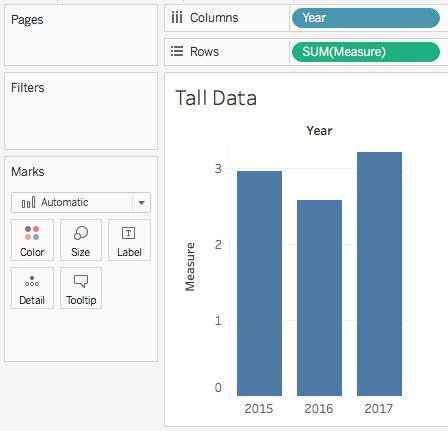 Pages
Columns
Year
Rows
SUM(Measure)
Filters
Marks
Automatic
Color
Size
T
Label
Detail
Tooltip
Tall Data
Year
Measure
3
2
1
0
2015 2016 2017